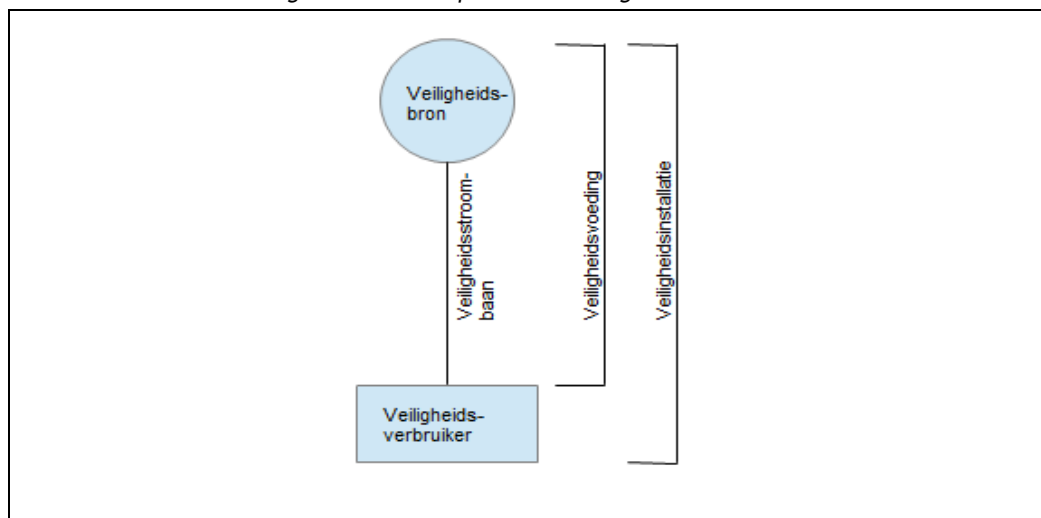 Veiligheids-
bron
Veiligheidsstroom-
baan
Veiligheidsvoeding
Veiligheidsinstallatie
Veiligheids-
verbruiker